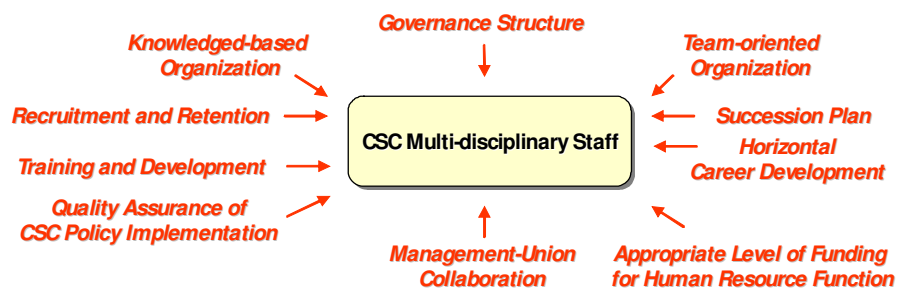 Governance Structure
Knowledged-based
Organization
Team-oriented
Organization
Recruitment and Retention
CSC Multi-disciplinary Staff
Succession Plan
Horizontal
Career Development
Training and Development
Quality Assurance of
CSC Policy Implementation
Management-Union
Collaboration
Appropriate Level of Funding
for Human Resource Function